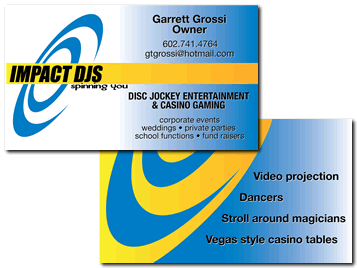 Garrett Grossi
Owner
602.741.4764
gtgrossi@hotmail.com
IMPACT DJS
spinning you
DISC JOCKEY ENTERTAINMENT
& CASINO GAMING
corporate events
weddings • private parties
school functions • fund raisers
Video projection
Dancers
Stroll around magicians
Vegas style casino tables